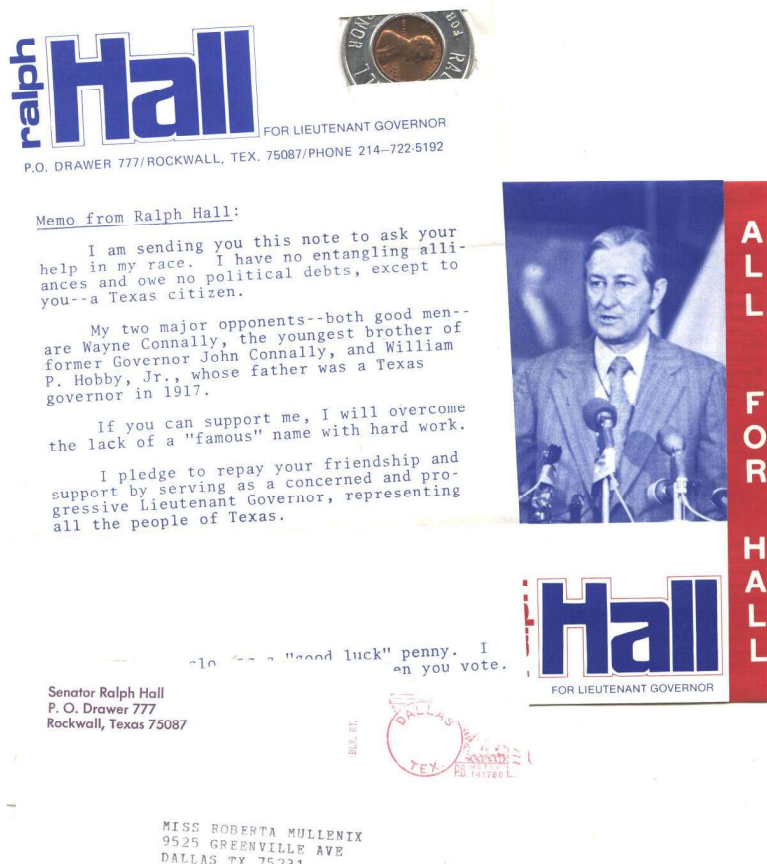 ralph
Hall
FOR LIEUTENANT GOVERNOR
P.O. DRAWER 777/ROCKWALL, TEX. 75087/PHONE 214—722-5192
FOR
RAL
Memo from Ralph Hall:
I am sending you this note to ask your
help in my race. I have no entangling alli-
ances and owe no political debts, except to
you--a Texas citizen.
My two major opponents--both good men--
are Wayne Connally, the youngest brother of
former Governor John Connally, and William
P. Hobby, Jr., whose father was a Texas
governor in 1917.
If you can support me, I will overcome
the lack of a "famous" name with hard work.
I pledge to repay your friendship and
support by serving as a concerned and pro-
gressive Lieutenant Governor, representing
all the people of Texas.
"good luck" penny. I
en you vote.
ALL FOR HALL
Hall
FOR LIEUTENANT GOVERNOR
Senator Ralph Hall
P. O. Drawer 777
Rockwall, Texas 75087
BLK. RT.
DALLAS
TEX.
P.B. METER
141780
MISS ROBERTA MULLENIX
9525 GREENVILLE AVE
DALLAS TX 75231